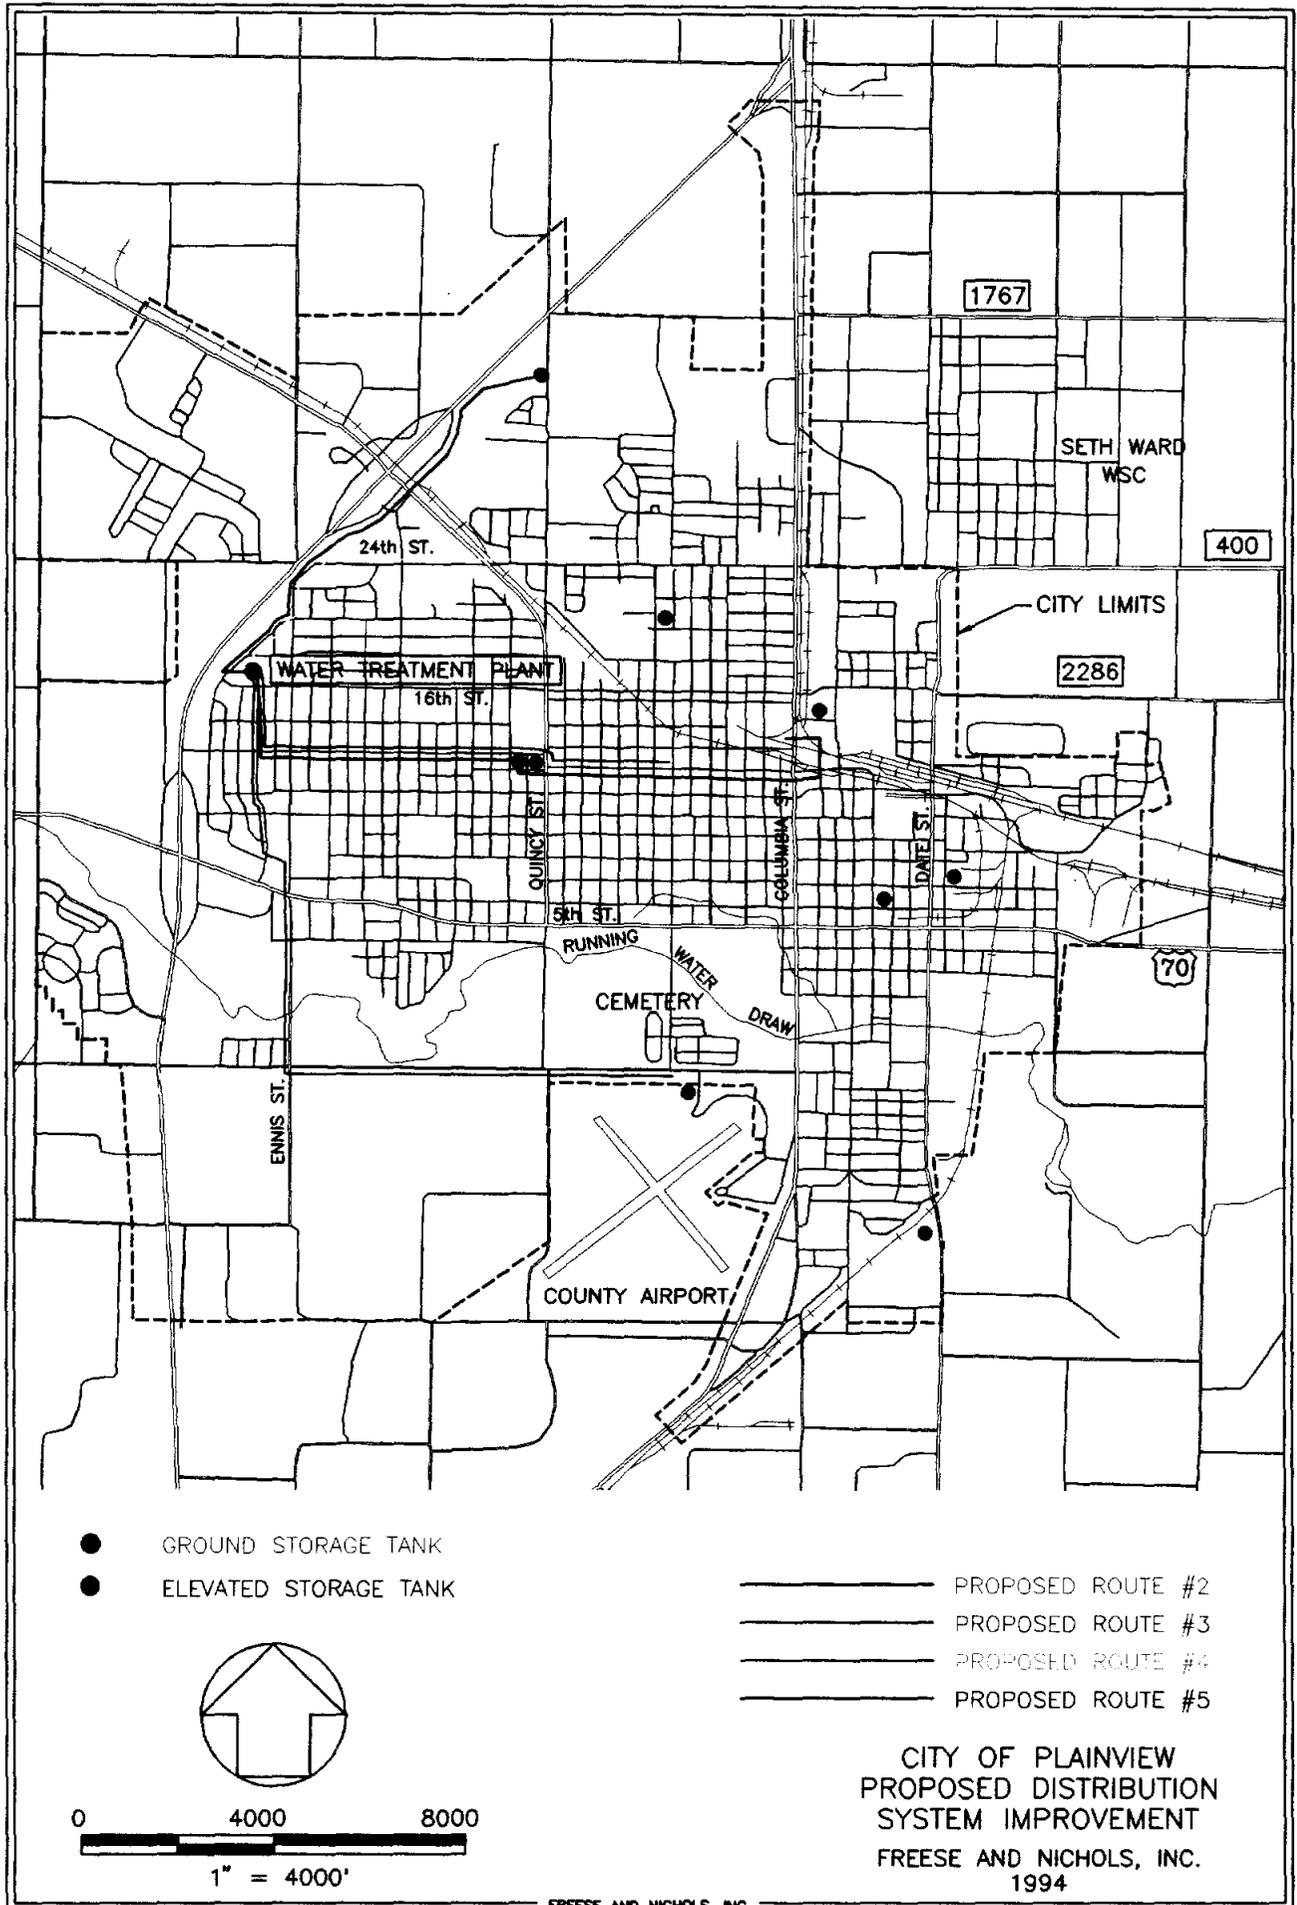 1767
SETH WARD
WSC
400
24th ST.
CITY LIMITS
WATER TREATMENT PLANT
2286
16th ST.
QUINCY ST.
COLUMBIA ST.
DATE ST.
5th ST.
RUNNING
WATER
DRAW
70
CEMETERY
ENNIS ST.
COUNTY AIRPORT
GROUND STORAGE TANK
ELEVATED STORAGE TANK
PROPOSED ROUTE #2
PROPOSED ROUTE #3
PROPOSED ROUTE #4
PROPOSED ROUTE #5
CITY OF PLAINVIEW
PROPOSED DISTRIBUTION
SYSTEM IMPROVEMENT
FREESE AND NICHOLS, INC.
1994
0 4000 8000
1" = 4000'
FREESE AND NICHOLS, INC.